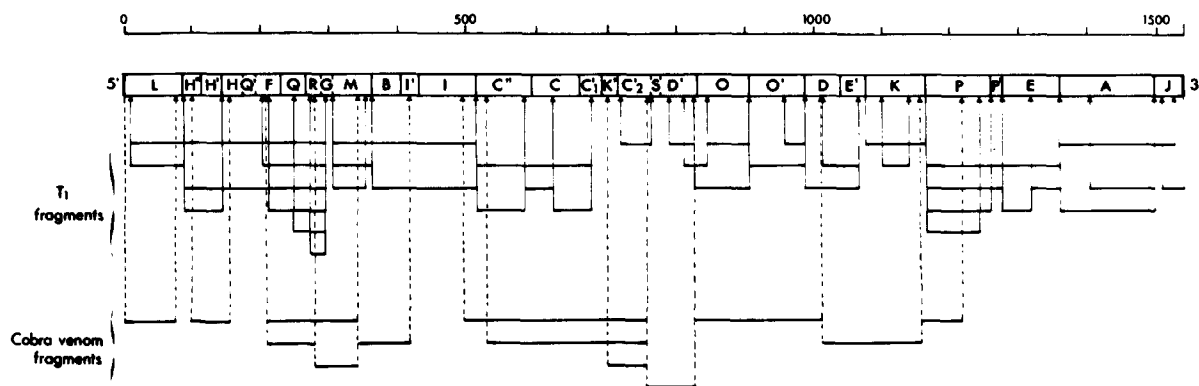 0 500 1000 1500
5' L H" H' H Q' F Q R G' M B I' I C" C C'1 K' C'2 S' D' O O' D E' K P P' E A J 3
T1
fragments
Cobra venom
fragments